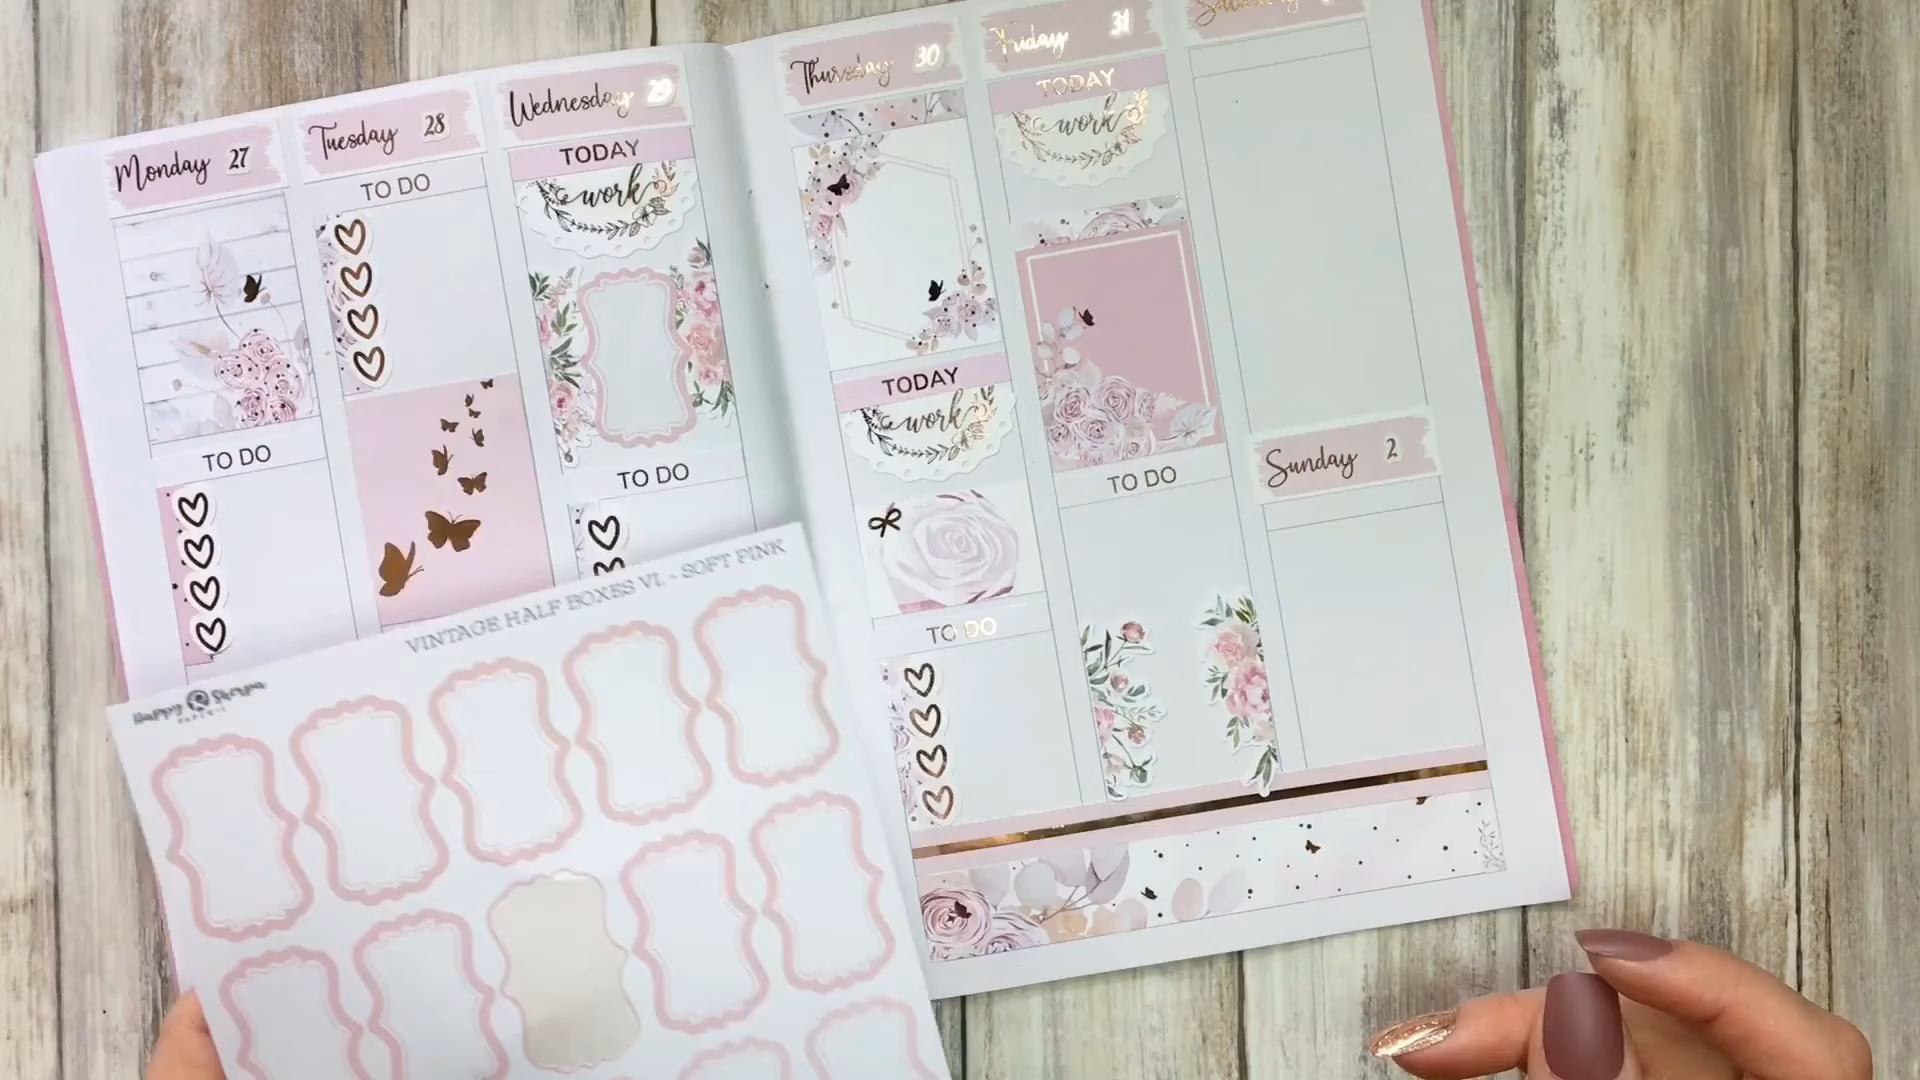 Monday 27
TO DO
Tuesday 28
TO DO
Wednesday 29
TODAY
work
TO DO
Thursday 30
TODAY
work
TO DO
Friday 31
TODAY
work
TO DO
Sunday 2
VINTAGE HALF BOXES VI. - SOFT PINK
Happy